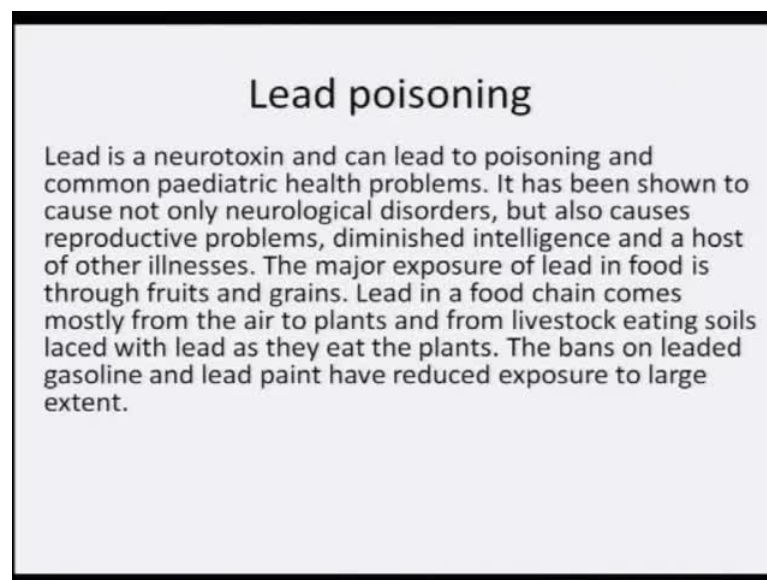 Lead poisoning
Lead is a neurotoxin and can lead to poisoning and
common paediatric health problems. It has been shown to
cause not only neurological disorders, but also causes
reproductive problems, diminished intelligence and a host
of other illnesses. The major exposure of lead in food is
through fruits and grains. Lead in a food chain comes
mostly from the air to plants and from livestock eating soils
laced with lead as they eat the plants. The bans on leaded
gasoline and lead paint have reduced exposure to large
extent.